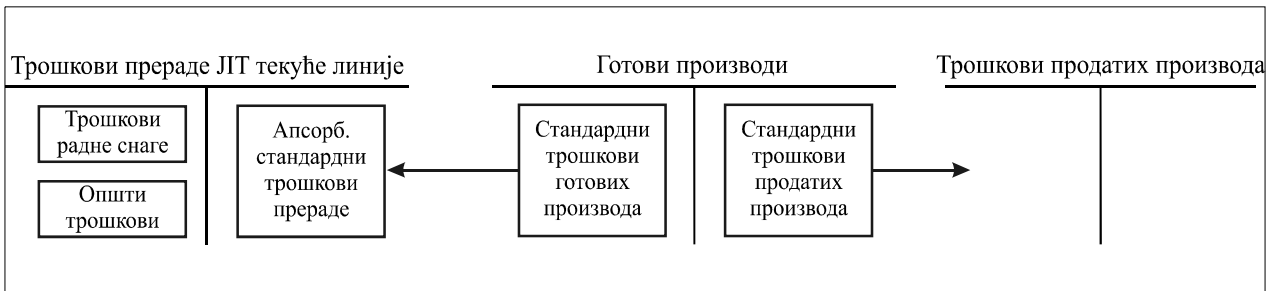 Трошкови прераде JIT текуће линије
Готови производи
Трошкови продатих производа
Трошкови
радне снаге
Општи
трошкови
Апсорб.
стандардни
трошкови
прераде
Стандардни
трошкови
готових
производа
Стандардни
трошкови
продатих
производа